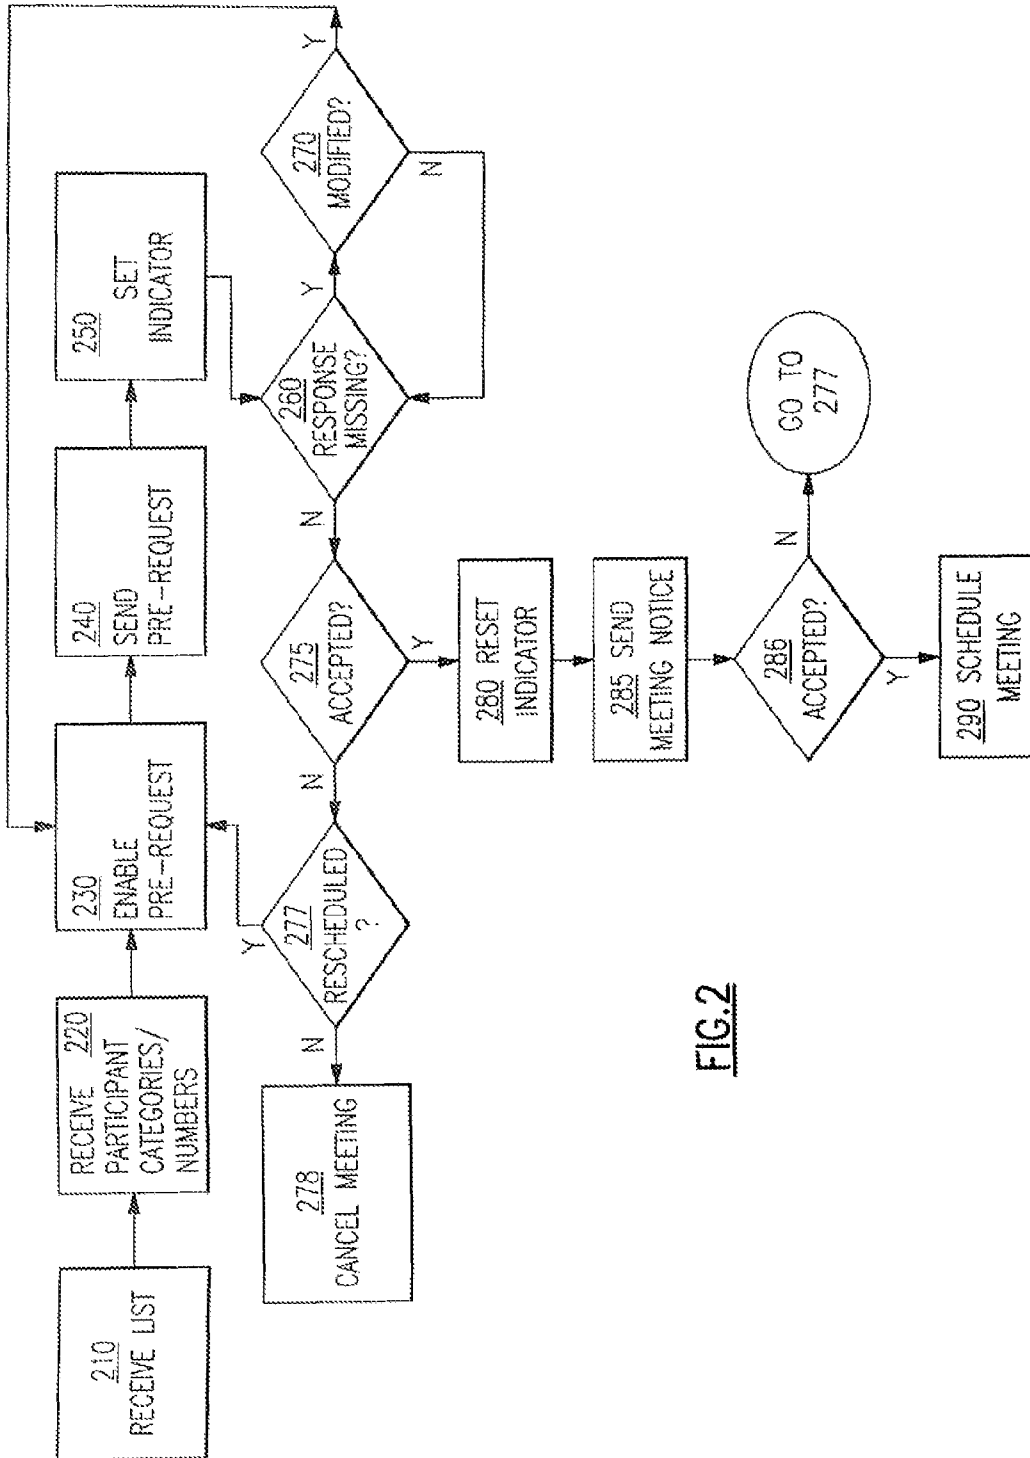 210
RECEIVE LIST
RECEIVE 220
PARTICIPANT
CATEGORIES/
NUMBERS
230
ENABLE
PRE-REQUEST
240
SEND
PRE-REQUEST
250
SET
INDICATOR
278
CANCEL MEETING
N
277
RESCHEDULED
?
Y
N
275
ACCEPTED?
Y
N
260
RESPONSE
MISSING?
Y
270
MODIFIED?
Y
N
280 RESET
INDICATOR
285 SEND
MEETING NOTICE
286
ACCEPTED?
N
Y
GO TO
277
290 SCHEDULE
MEETING
FIG.2